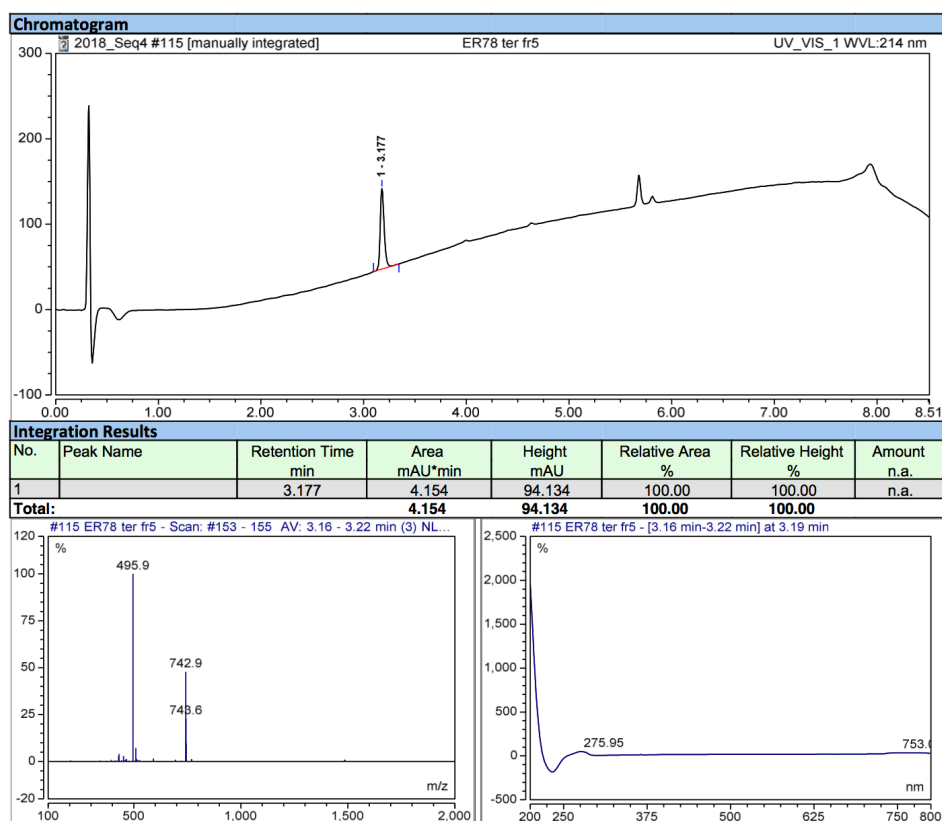 Chromatogram
2018_Seq4 #115 [manually integrated] ER78 ter fr5 UV_VIS_1 WVL:214 nm
300
200
100
0
-100
1 - 3.177
0.00 1.00 2.00 3.00 4.00 5.00 6.00 7.00 8.00 8.51
Integration Results
No. Peak Name Retention Time Area Height Relative Area Relative Height Amount
min mAU*min mAU % % n.a.
1 3.177 4.154 94.134 100.00 100.00 n.a.
Total: 4.154 94.134 100.00 100.00
#115 ER78 ter fr5 - Scan: #153 - 155 AV: 3.16 - 3.22 min (3) NL...
120
%
100
75
50
25
0
-20
495.9
742.9
743.6
m/z
100 500 1,000 1,500 2,000
#115 ER78 ter fr5 - [3.16 min-3.22 min] at 3.19 min
2,500
%
2,000
1,500
1,000
500
0
-500
275.95
753.0
nm
200 250 375 500 625 750 800